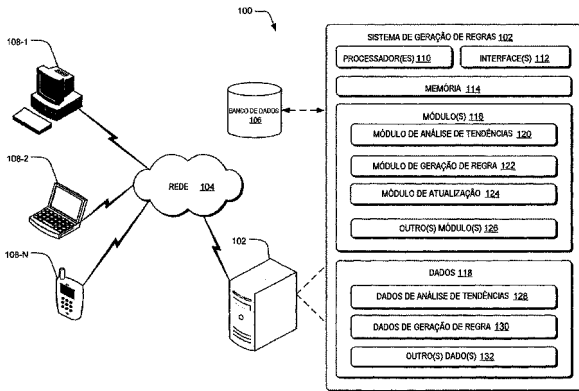 100
108-1
108-2
108-N
REDE 104
BANCO DE DADOS
106
102
SISTEMA DE GERAÇÃO DE REGRAS 102
PROCESSADOR(ES) 110
INTERFACE(S) 112
MEMÓRIA 114
MÓDULO(S) 116
MÓDULO DE ANÁLISE DE TENDÊNCIAS 120
MÓDULO DE GERAÇÃO DE REGRA 122
MÓDULO DE ATUALIZAÇÃO 124
OUTRO(S) MÓDULO(S) 126
DADOS 118
DADOS DE ANÁLISE DE TENDÊNCIAS 128
DADOS DE GERAÇÃO DE REGRA 130
OUTRO(S) DADO(S) 132